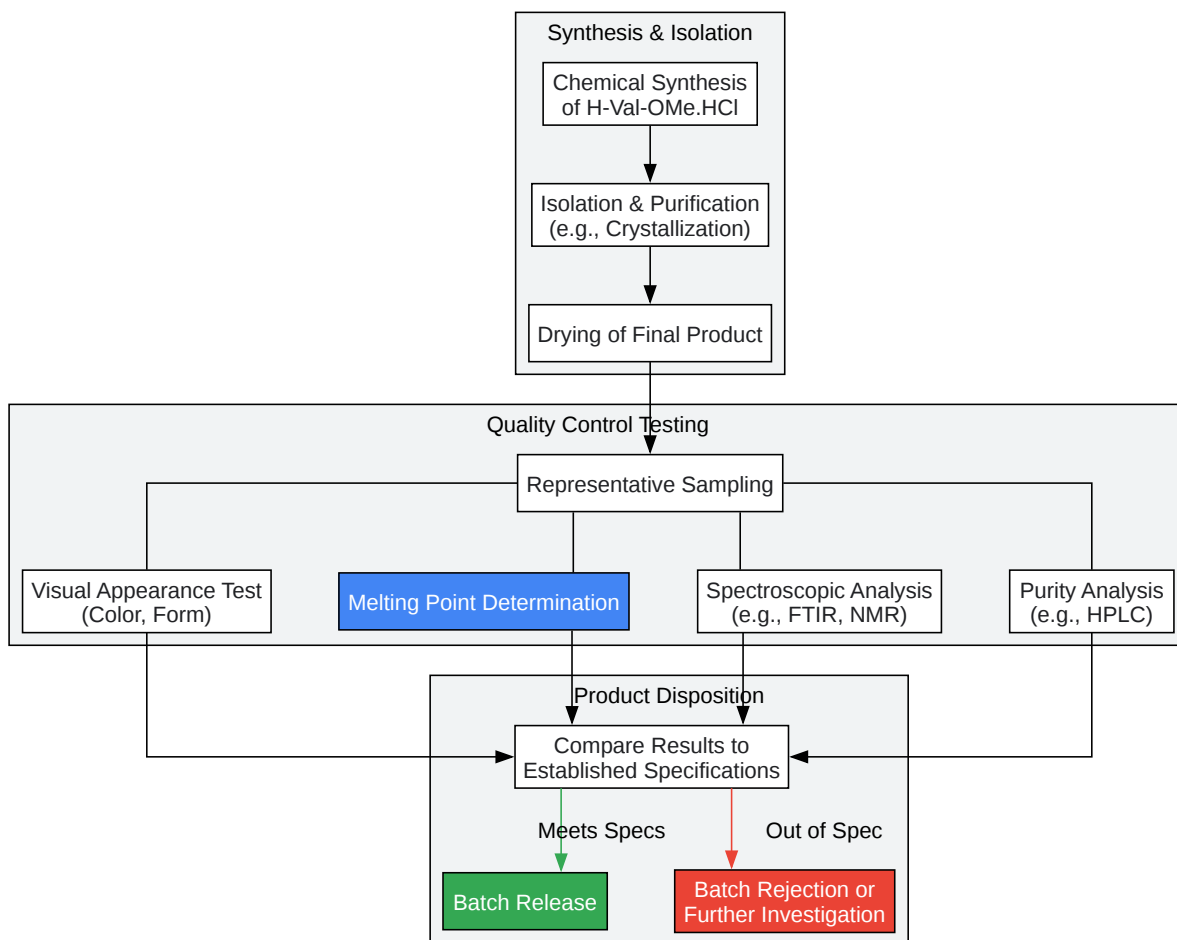 Synthesis & Isolation
Chemical Synthesis
of H-Val-OMe.HCl
Isolation & Purification
(e.g., Crystallization)
Drying of Final Product
Quality Control Testing
Representative Sampling
Visual Appearance Test
(Color, Form)
Melting Point Determination
Spectroscopic Analysis
(e.g., FTIR, NMR)
Purity Analysis
(e.g., HPLC)
Product Disposition
Compare Results to
Established Specifications
Meets Specs
Out of Spec
Batch Release
Batch Rejection or
Further Investigation